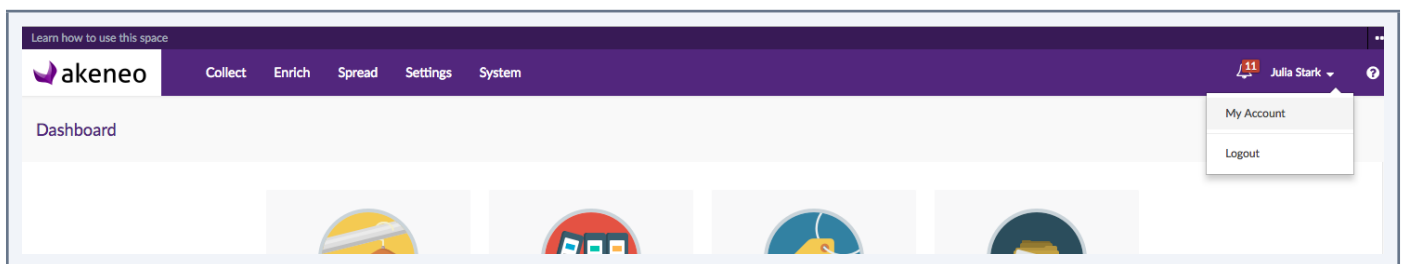 Learn how to use this space
akeneo Collect Enrich Spread Settings System 11 Julia Stark ?
My Account
Dashboard
Logout